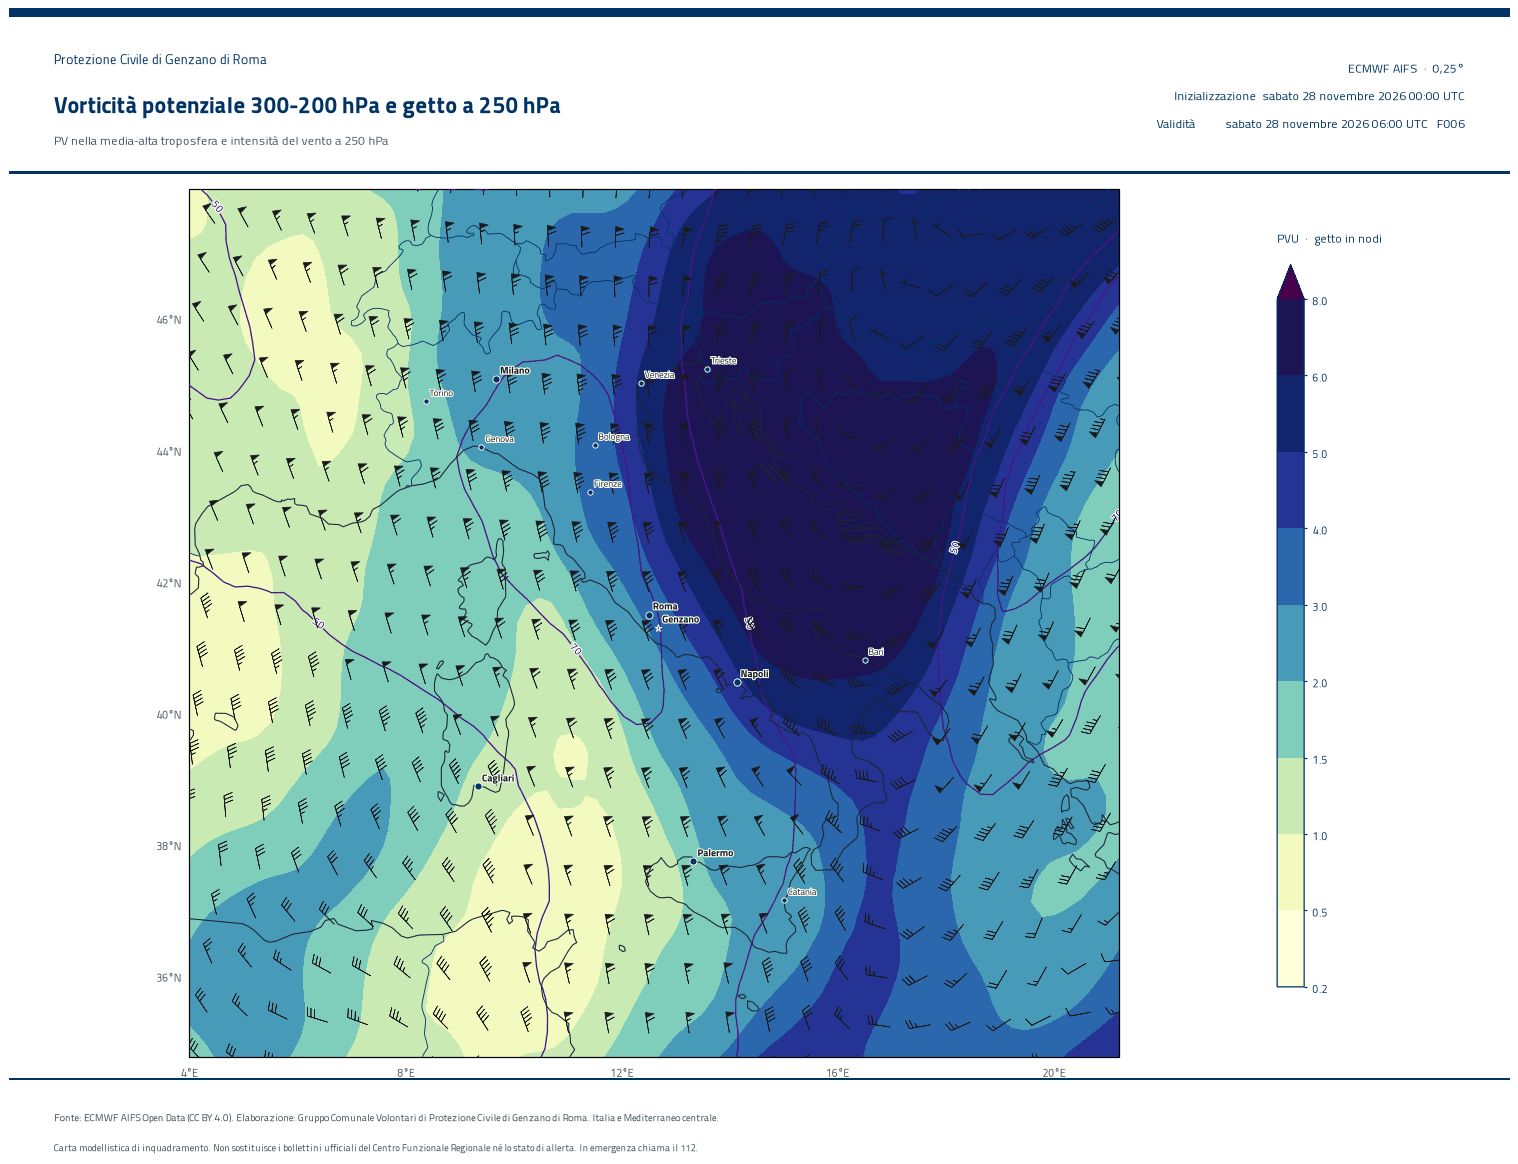 Protezione Civile di Genzano di Roma
Vorticità potenziale 300-200 hPa e getto a 250 hPa
PV nella media-alta troposfera e intensità del vento a 250 hPa
ECMWF AIFS · 0,25°
Inizializzazione sabato 28 novembre 2026 00:00 UTC
Validità sabato 28 novembre 2026 06:00 UTC F006
PVU · getto in nodi
8.0
6.0
5.0
4.0
3.0
2.0
1.5
1.0
0.5
0.2
46°N
44°N
42°N
40°N
38°N
36°N
4°E
8°E
12°E
16°E
20°E
50
Trieste
Milano
Venezia
Torino
Genova
Bologna
Firenze
70
50
Roma
Genzano
50
50
70
Bari
Napoli
Cagliari
Palermo
Catania
Fonte: ECMWF AIFS Open Data (CC BY 4.0). Elaborazione: Gruppo Comunale Volontari di Protezione Civile di Genzano di Roma. Italia e Mediterraneo centrale.
Carta modellistica di inquadramento. Non sostituisce i bollettini ufficiali del Centro Funzionale Regionale né lo stato di allerta. In emergenza chiama il 112.